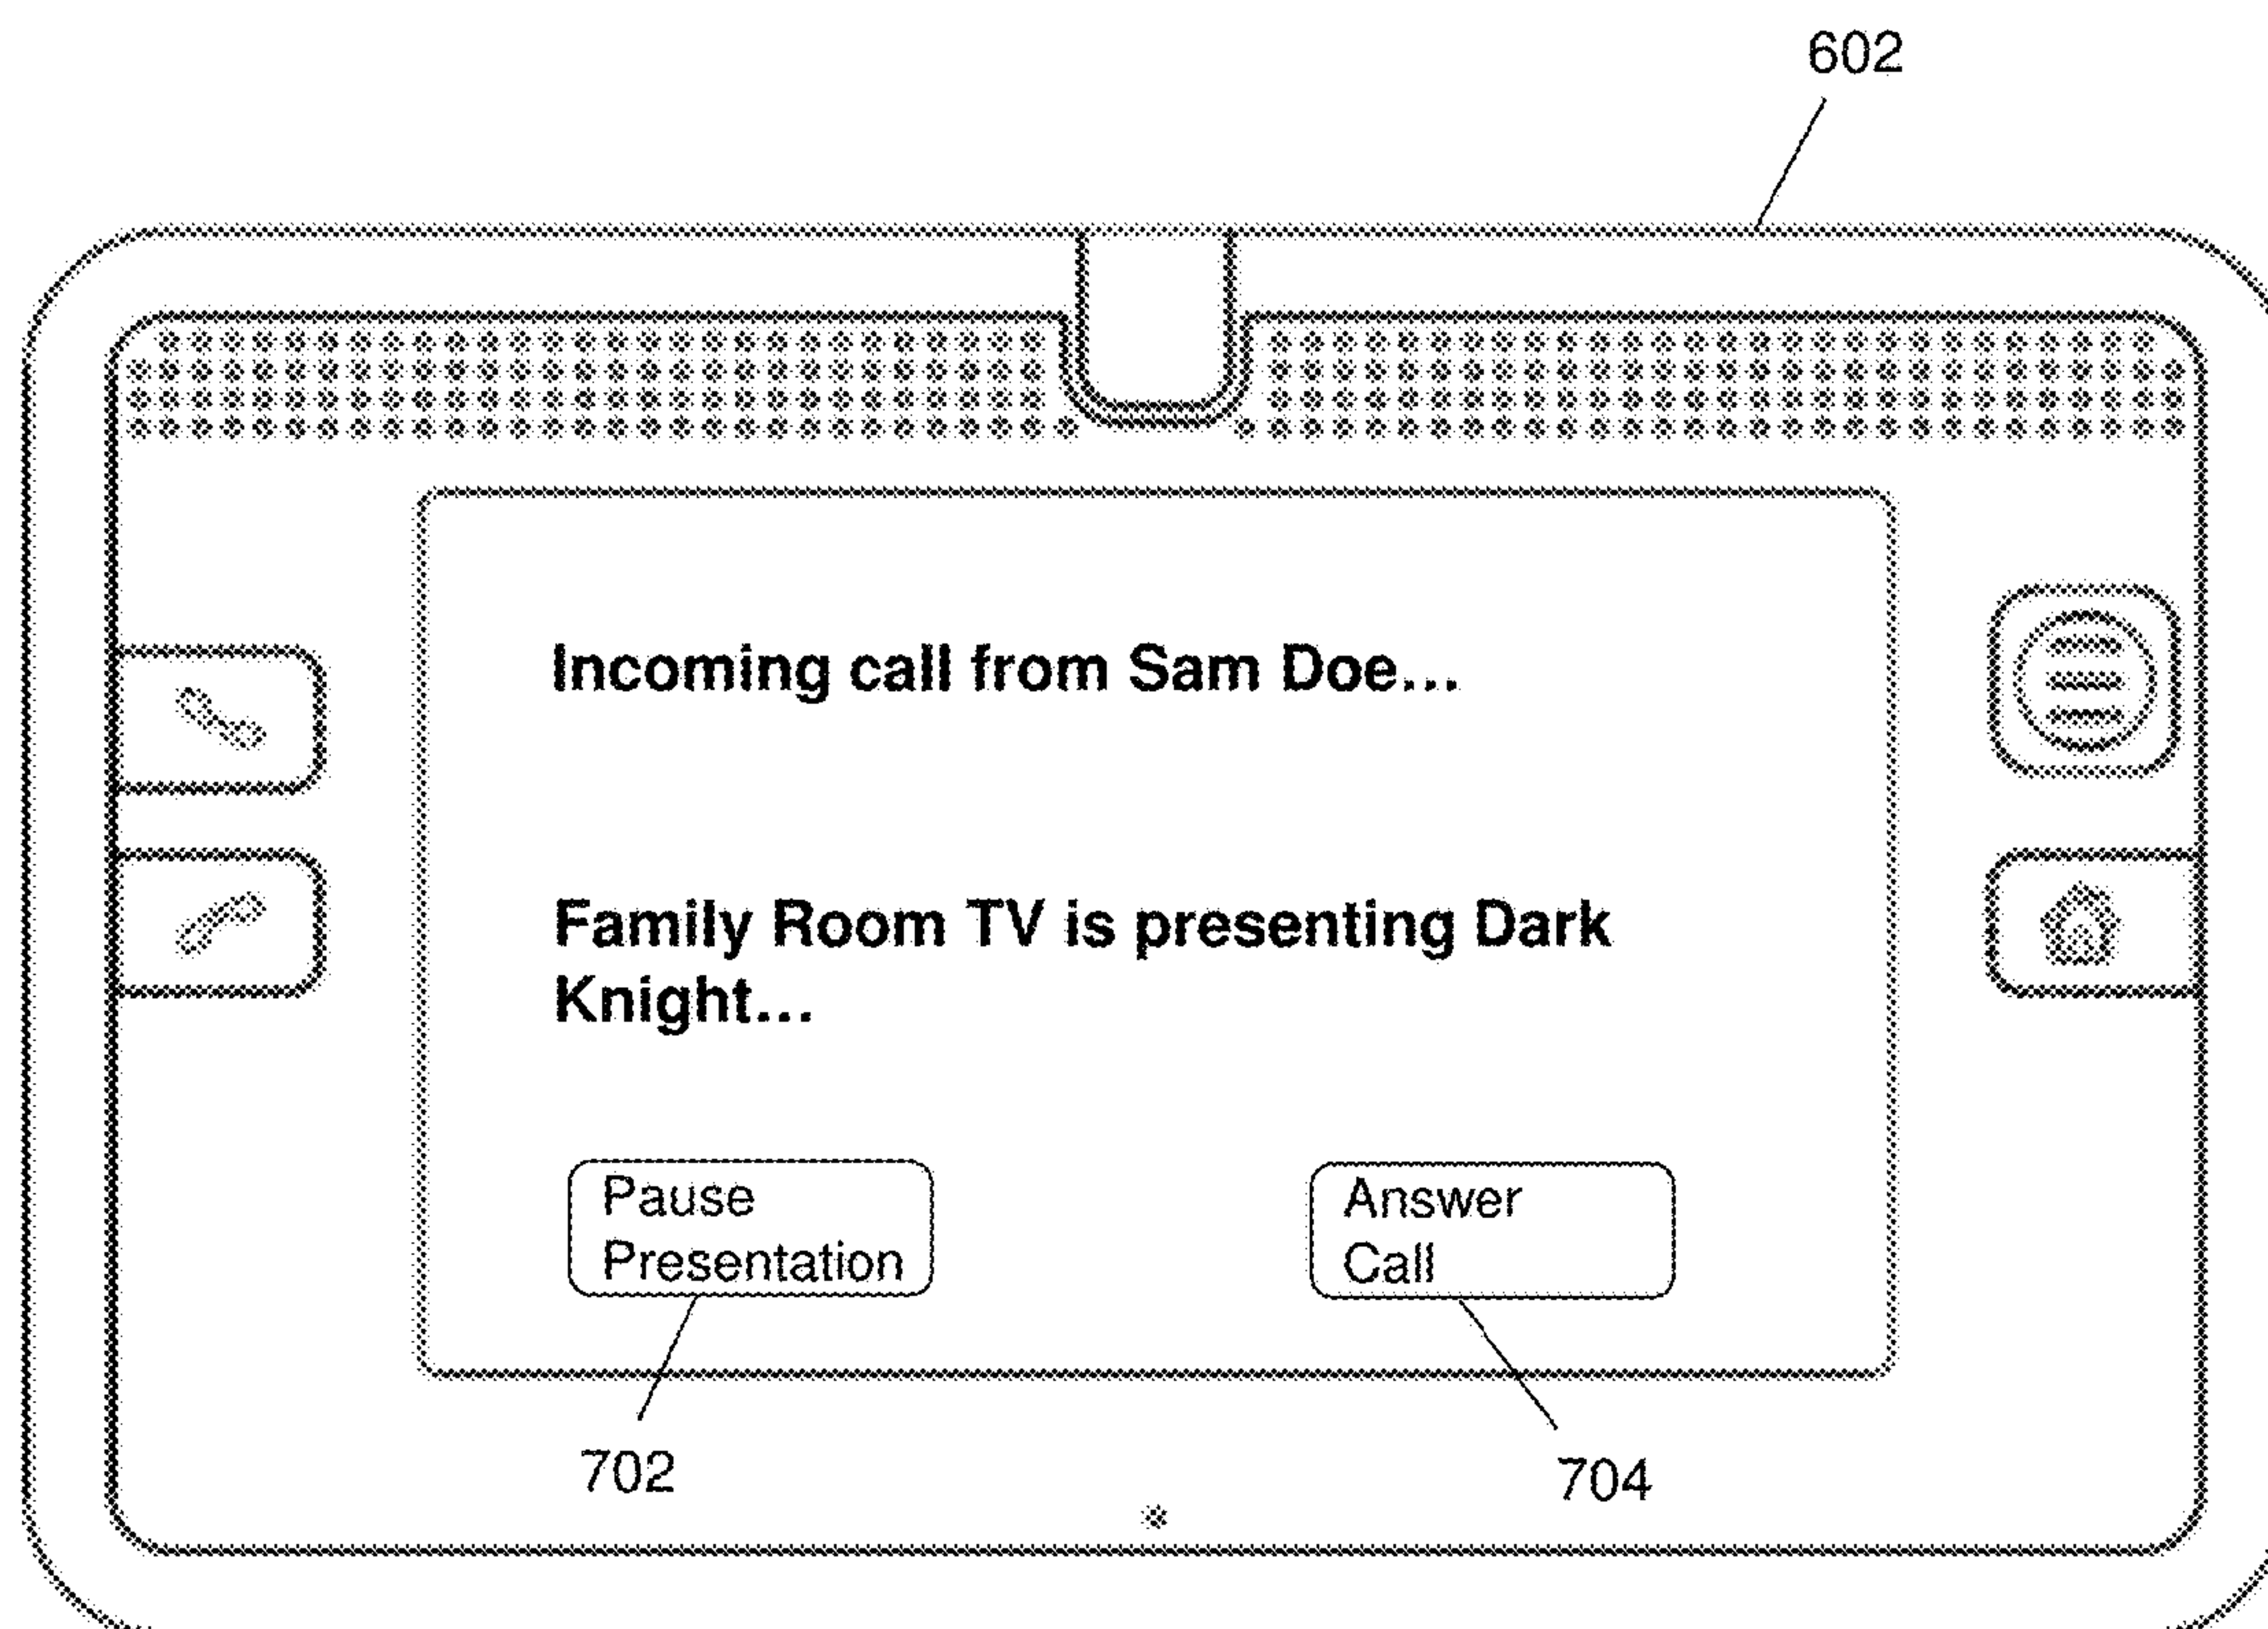 602
Incoming call from Sam Doe...
Family Room TV is presenting Dark
Knight...
Pause
Presentation
Answer
Call
702
704